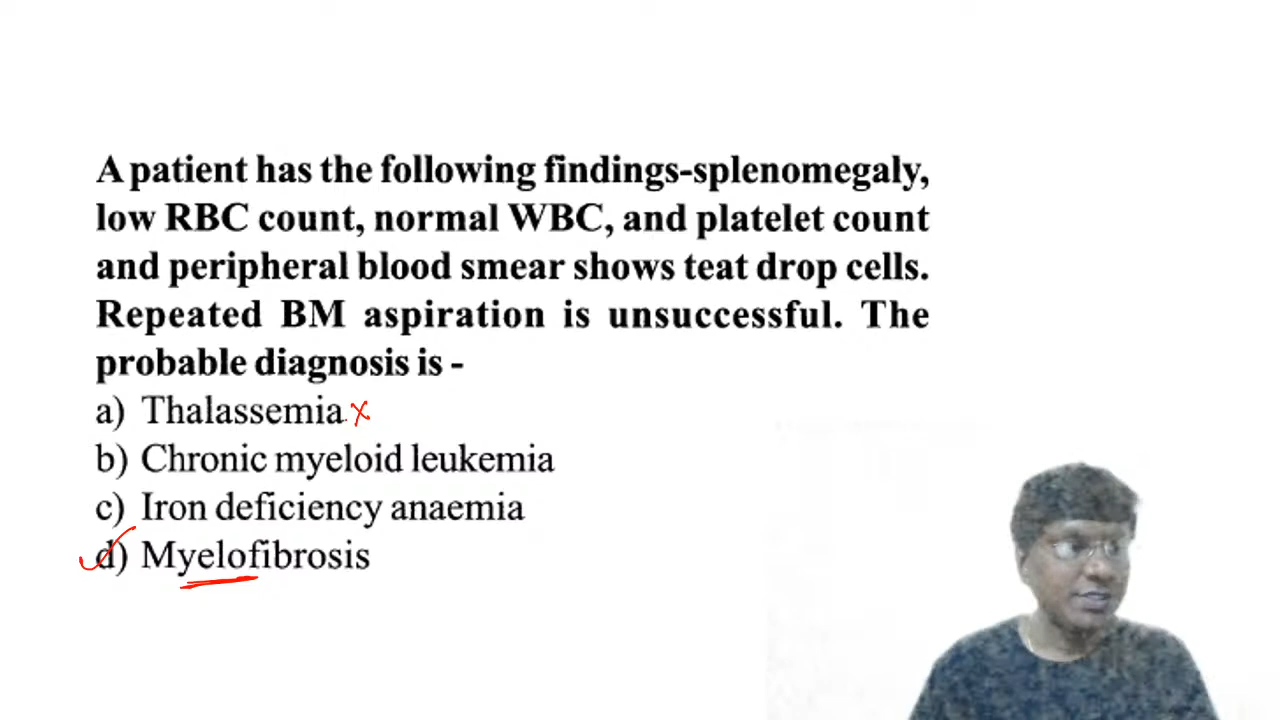 A patient has the following findings-splenomegaly,
low RBC count, normal WBC, and platelet count
and peripheral blood smear shows teat drop cells.
Repeated BM aspiration is unsuccessful. The
probable diagnosis is -
a) Thalassemia x
b) Chronic myeloid leukemia
c) Iron deficiency anaemia
d) Myelofibrosis